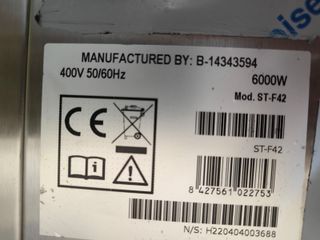 MANUFACTURED BY: B-14343594
400V 50/60Hz 6000W
Mod. ST-F42
CE
ST-F42
8 427561 022753
N/S: H220404003688